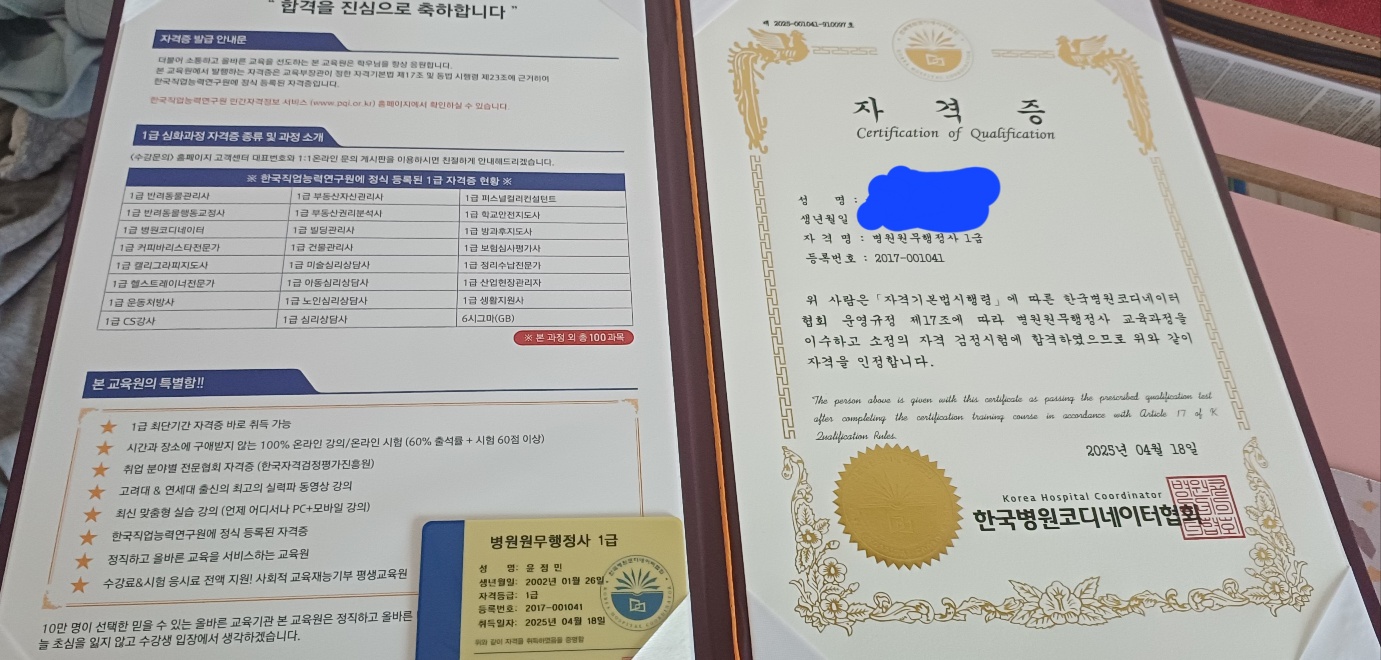 " 합격을 진심으로 축하합니다 "
자격증 발급 안내문
더불어 소통하고 올바른 교육을 선도하는 본 교육원은 학우님을 항상 응원합니다.
본 교육원에서 발행하는 자격증은 교육부장관이 정한 자격기본법 제17조 및 동법 시행령 제23조에 근거하여
한국직업능력연구원에 정식 등록된 자격증입니다.
한국직업능력연구원 민간자격정보 서비스 (www.pqi.or.kr) 홈페이지에서 확인하실 수 있습니다
1급 심화과정 자격증 종류 및 과정 소개
(수강문의) 홈페이지 고객센터 대표번호와 1:1온라인 문의 게시판을 이용하시면 친절하게 안내해드리겠습니다.
※ 한국직업능력연구원에 정식 등록된 1급 자격증 현황 ※
1급 반려동물관리사 1급 부동산자산관리사 1급 퍼스널컬러컨설턴트
1급 반려동물행동교정사 1급 부동산권리분석사 1급 학교안전지도사
1급 병원코디네이터 1급 빌딩관리사 1급 방과후지도사
1급 커피바리스타전문가 1급 건물관리사 1급 보험심사평가사
1급 캘리그라피지도사 1급 미술심리상담사 1급 정리수납전문가
1급 헬스트레이너전문가 1급 아동심리상담사 1급 산업현장관리자
1급 운동처방사 1급 노인심리상담사 1급 생활지원사
1급 CS강사 1급 심리상담사 6시그마(GB)
※ 본 과정 외 총 100과목
본 교육원의 특별함!!
1급 최단기간 자격증 바로 취득 가능
시간과 장소에 구애받지 않는 100% 온라인 강의/온라인 시험 (60% 출석률 + 시험 60점 이상)
취업 분야별 전문협회 자격증 (한국자격검정평가진흥원)
고려대 & 연세대 출신의 최고의 실력파 동영상 강의
최신 맞춤형 실습 강의 (언제 어디서나 PC+모바일 강의)
한국직업능력연구원에 정식 등록된 자격증
정직하고 올바른 교육을 서비스하는 교육원
수강료&시험 응시료 전액 지원! 사회적 교육재능기부 평생교육원
10만 명이 선택한 믿을 수 있는 올바른 교육기관 본 교육원은 정직하고 올바른
늘 초심을 잃지 않고 수강생 입장에서 생각하겠습니다.
병원원무행정사 1급
성 명: 윤 정 민
생년월일: 2002년 01월 26일
자격등급: 1급
등록번호: 2017-001041
취득일자: 2025년 04월 18일
위와 같이 자격을 취득하였음을 증명함
제 2025-001041-910097 호
자 격 증
Certification of Qualification
성 명 :
생년월일
자 격 명 : 병원원무행정사 1급
등록번호 : 2017-001041
위 사람은「자격기본법시행령」에 따른 한국병원코디네이터
협회 운영규정 제17조에 따라 병원원무행정사 교육과정을
이수하고 소정의 자격 검정시험에 합격하였으므로 위와 같이
자격을 인정합니다.
The person above is given with this certificate as passing the prescribed qualification test
after completing the certification training course in accordance with Article 17 of K
Qualification Rules.
2025년 04월 18일
Korea Hospital Coordinator
한국병원코디네이터협회